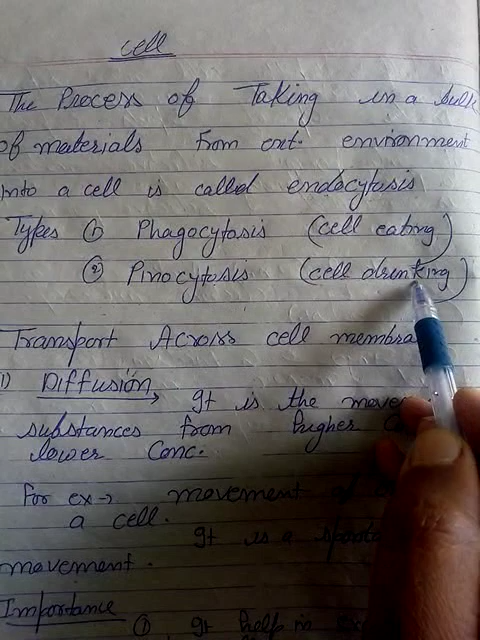 Cell
The Process of Taking in a bulk
of materials from ext. environment
into a cell is called endocytosis
Types ① Phagocytosis (cell eating)
② Pinocytosis (cell drinking)
Transport Across cell membra
1) Diffusion → It is the move
substances from higher
lower Conc.
For ex → movement
a cell.
It is a
movement.
Importance ① It help in